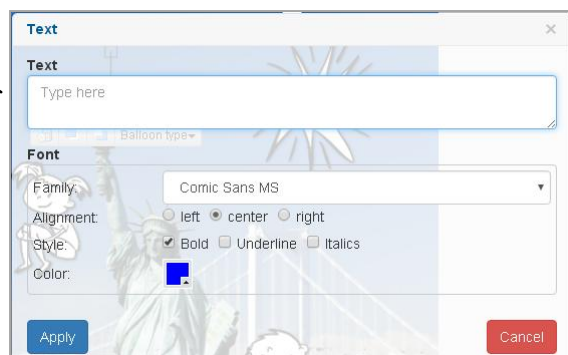 Text ×
Text
Type here
Balloon type
Font
Family: Comic Sans MS
Alignment: left center right
Style: Bold Underline Italics
Color:
Apply Cancel